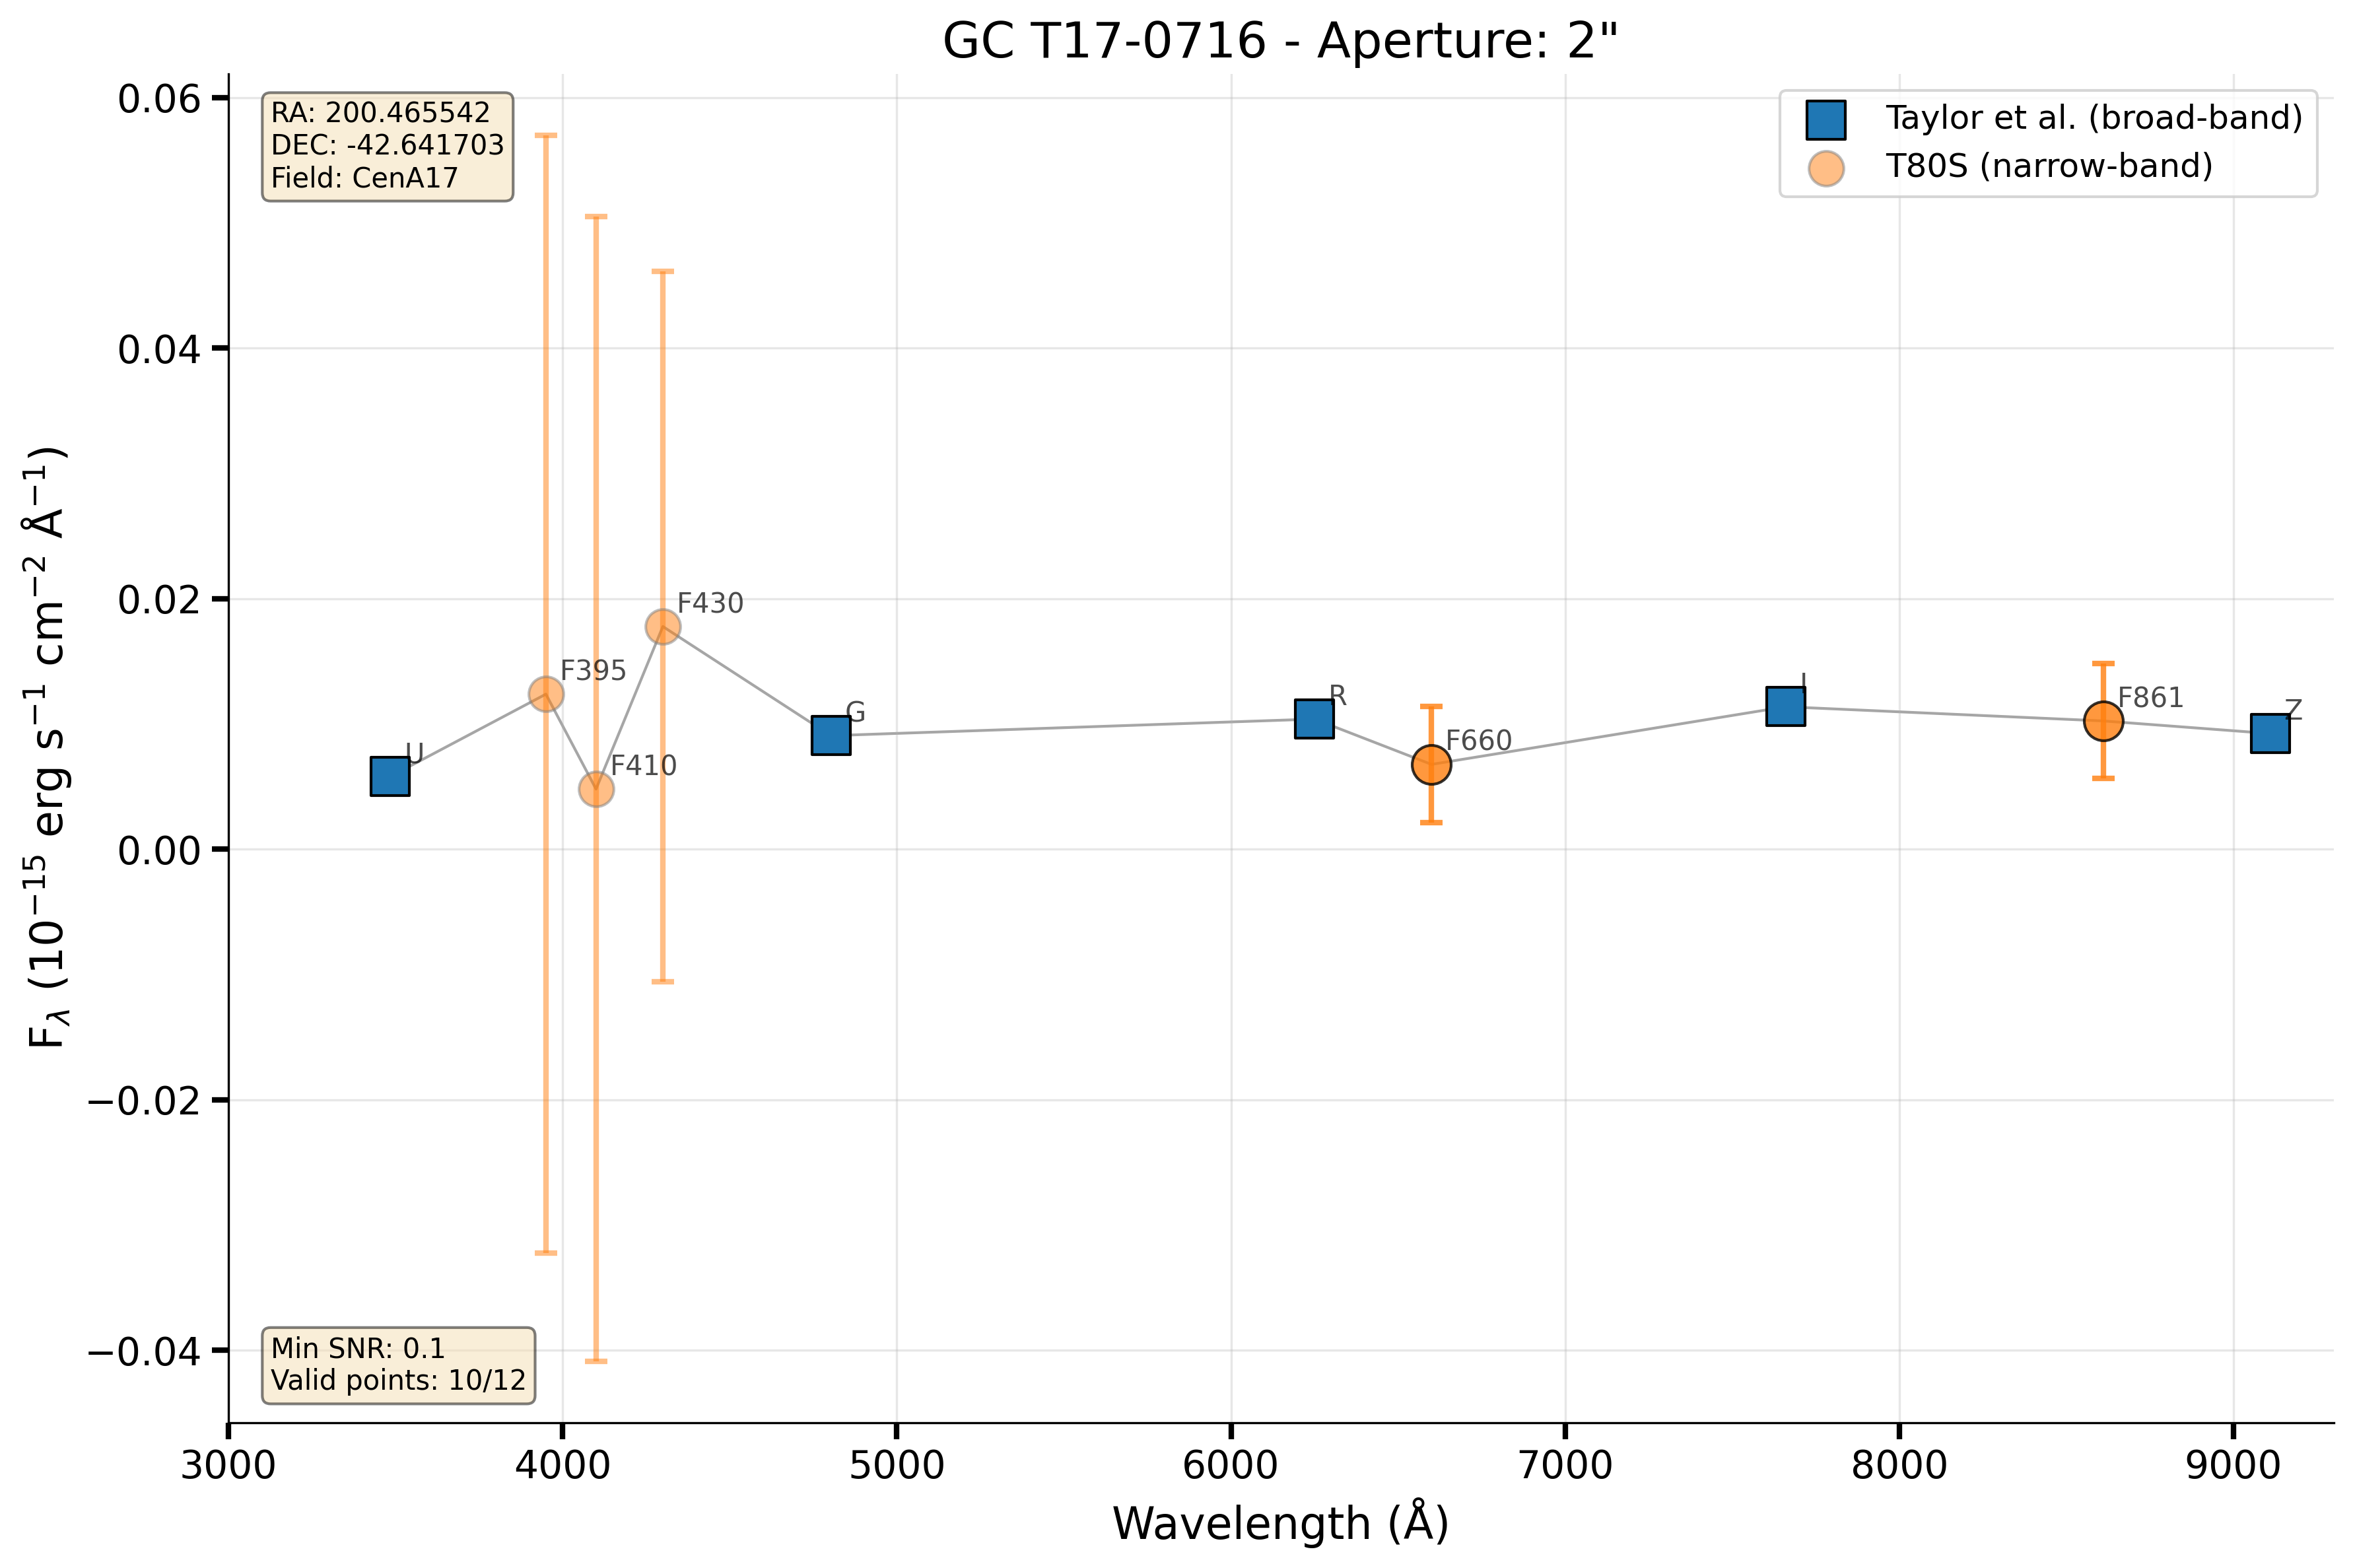 GC T17-0716 - Aperture: 2"
RA: 200.465542
DEC: -42.641703
Field: CenA17
Taylor et al. (broad-band)
T80S (narrow-band)
0.06
0.04
0.02
0.00
−0.02
−0.04
F_λ (10⁻¹⁵ erg s⁻¹ cm⁻² Å⁻¹)
U
F395
F410
F430
G
R
F660
I
F861
Z
Min SNR: 0.1
Valid points: 10/12
3000 4000 5000 6000 7000 8000 9000
Wavelength (Å)